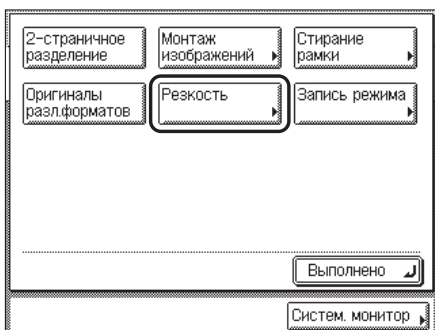 2-страничное
разделение
Монтаж
изображений
Стирание
рамки
Оригиналы
разл.форматов
Резкость
Запись режима
Выполнено
Систем. монитор